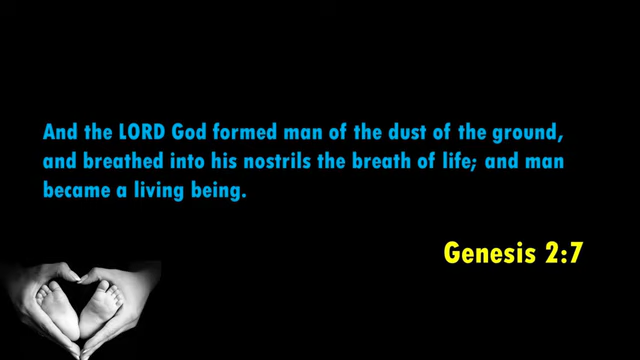 And the LORD God formed man of the dust of the ground,
and breathed into his nostrils the breath of life; and man
became a living being.
Genesis 2:7